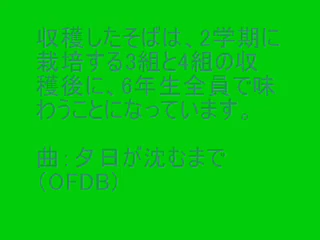 収穫したそばは、2学期に
栽培する3組と4組の収
穫後に、6年生全員で味
わうことになっています。
曲：夕日が沈むまで
（OFDB）